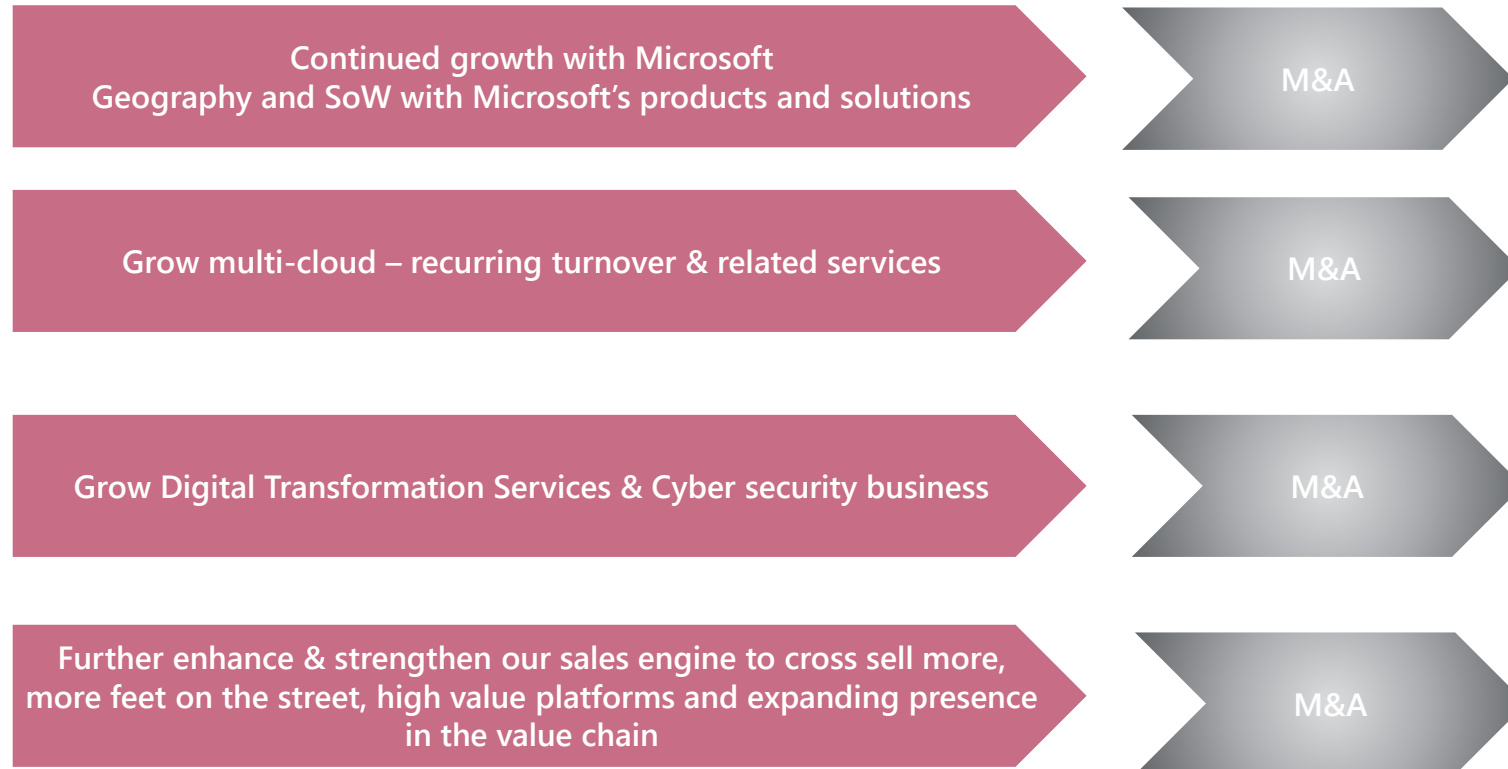 Continued growth with Microsoft
Geography and SoW with Microsoft’s products and solutions
M&A
Grow multi-cloud – recurring turnover & related services
M&A
Grow Digital Transformation Services & Cyber security business
M&A
Further enhance & strengthen our sales engine to cross sell more,
more feet on the street, high value platforms and expanding presence
in the value chain
M&A